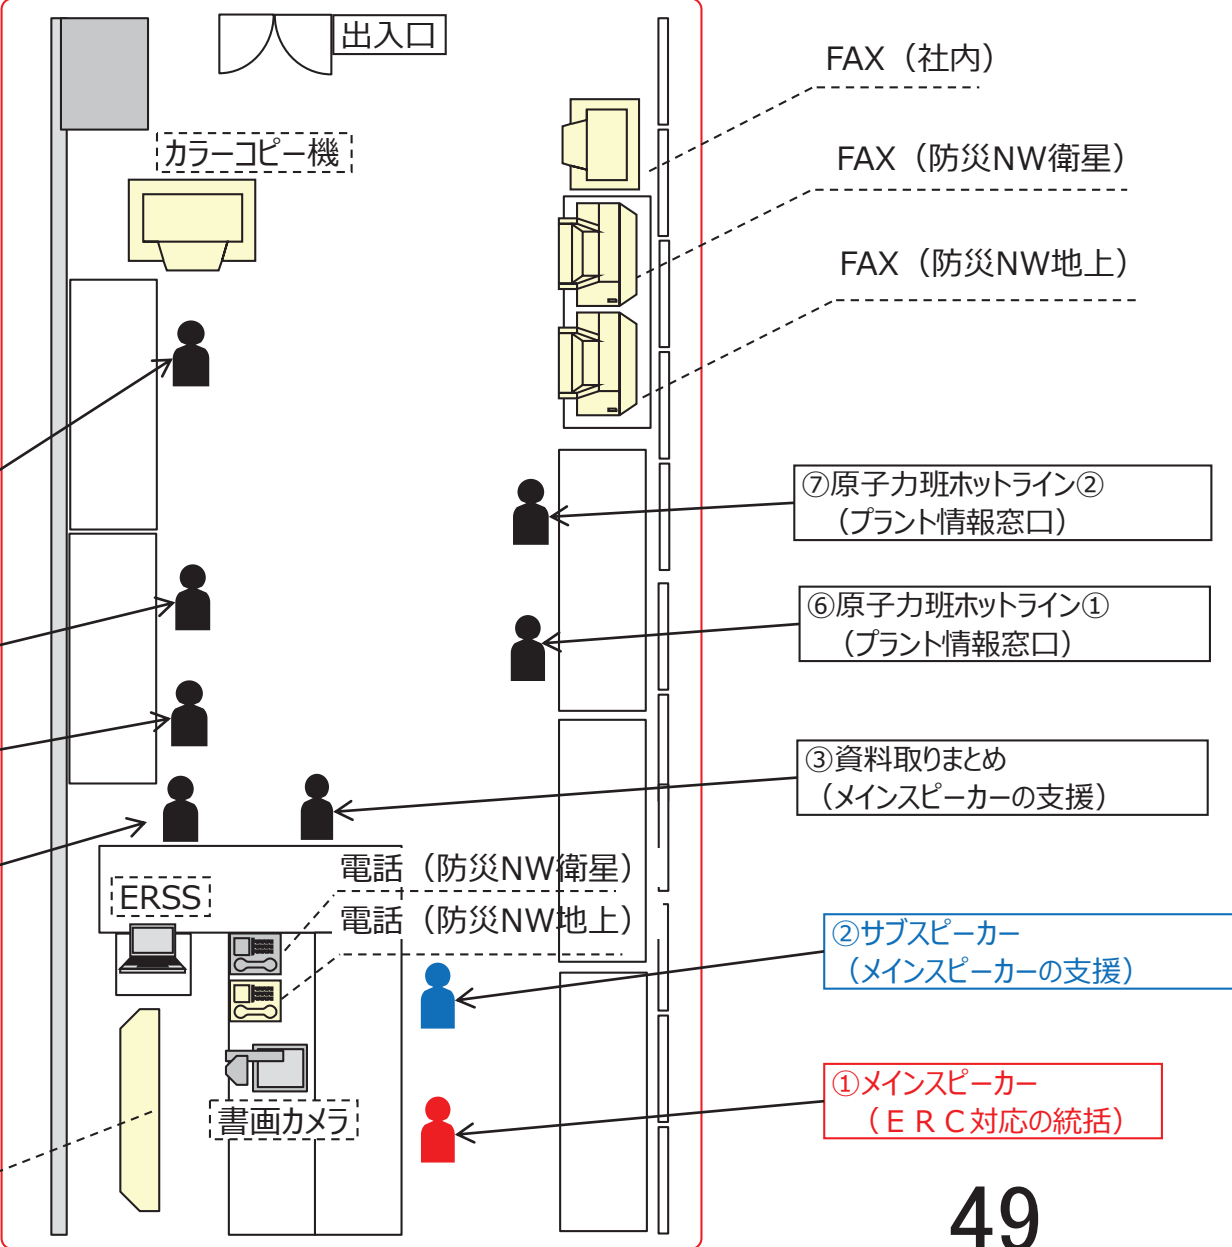 出入口
FAX（社内）
カラーコピー機
FAX（防災NW衛星）
FAX（防災NW地上）
⑦原子力班ホットライン②
（プラント情報窓口）
⑥原子力班ホットライン①
（プラント情報窓口）
③資料取りまとめ
（メインスピーカーの支援）
電話（防災NW衛星）
ERSS
電話（防災NW地上）
②サブスピーカー
（メインスピーカーの支援）
①メインスピーカー
（ＥＲＣ対応の統括）
書画カメラ
49